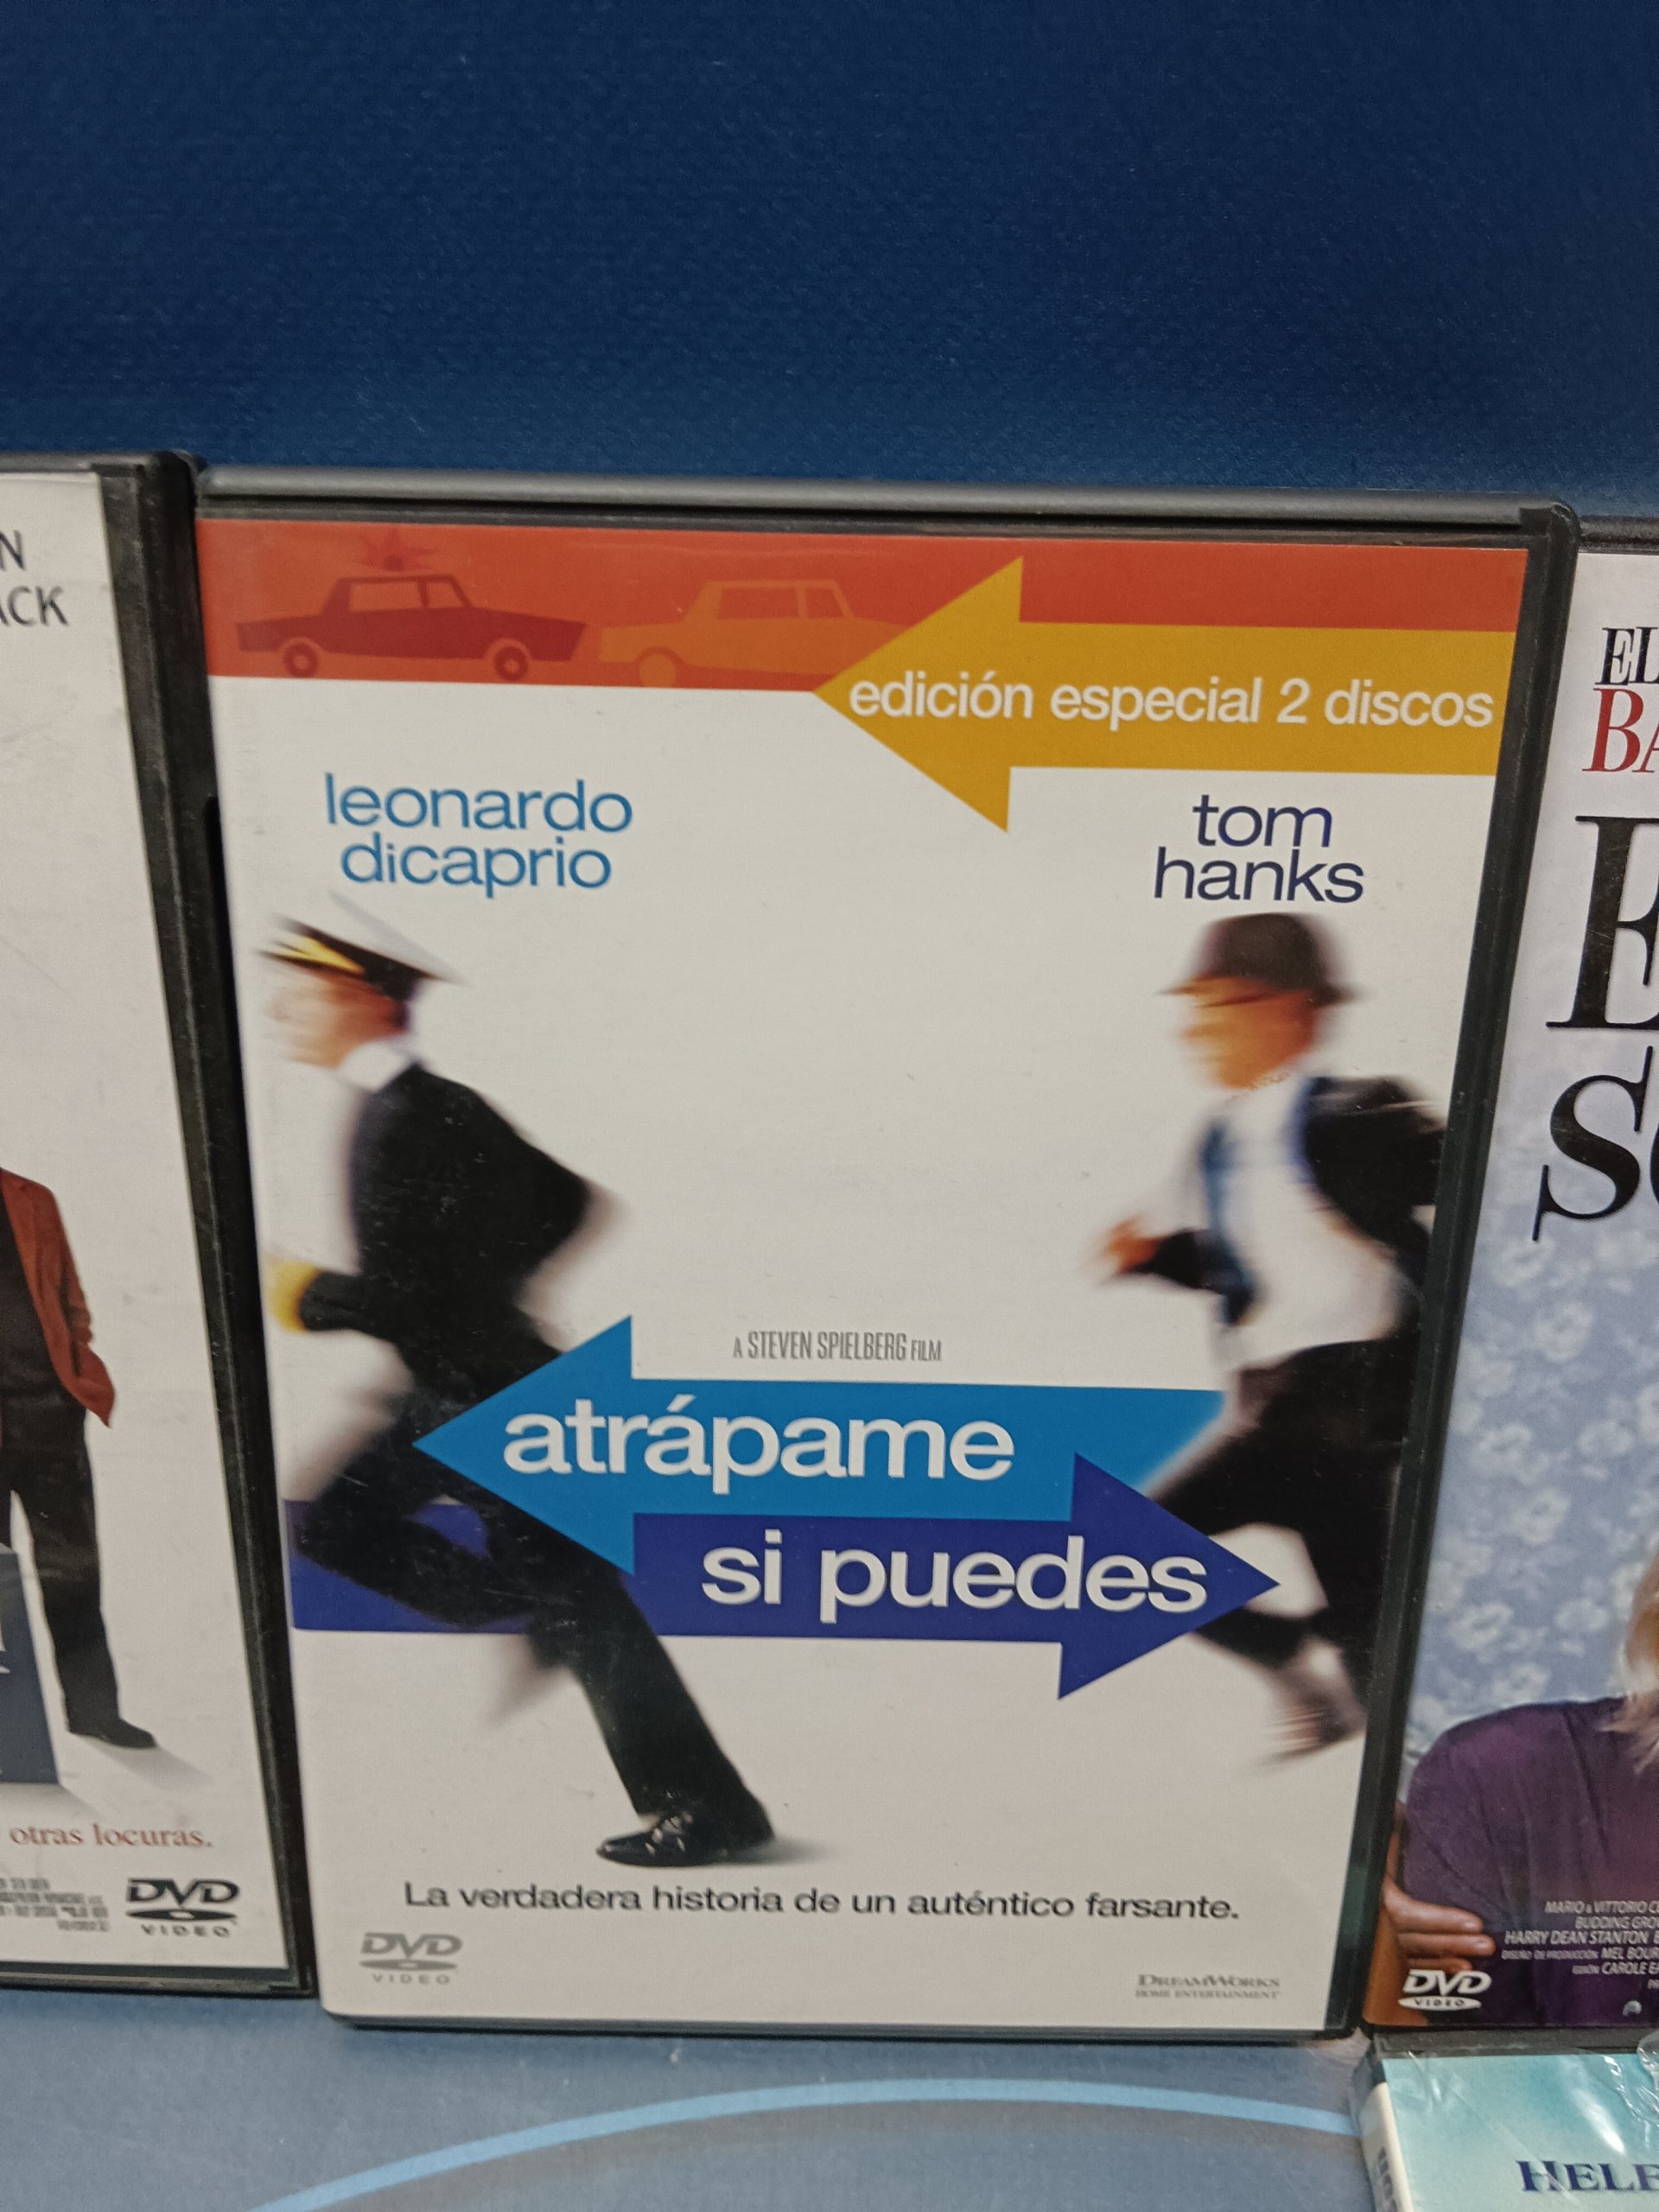 edición especial 2 discos
leonardo
dicaprio
tom
hanks
A STEVEN SPIELBERG FILM
atrápame
si puedes
La verdadera historia de un auténtico farsante.
DVD
VIDEO
DREAMWORKS
HOME ENTERTAINMENT
otras locuras.
DVD
VIDEO
HARRY DEAN STANTON
DVD
VIDEO